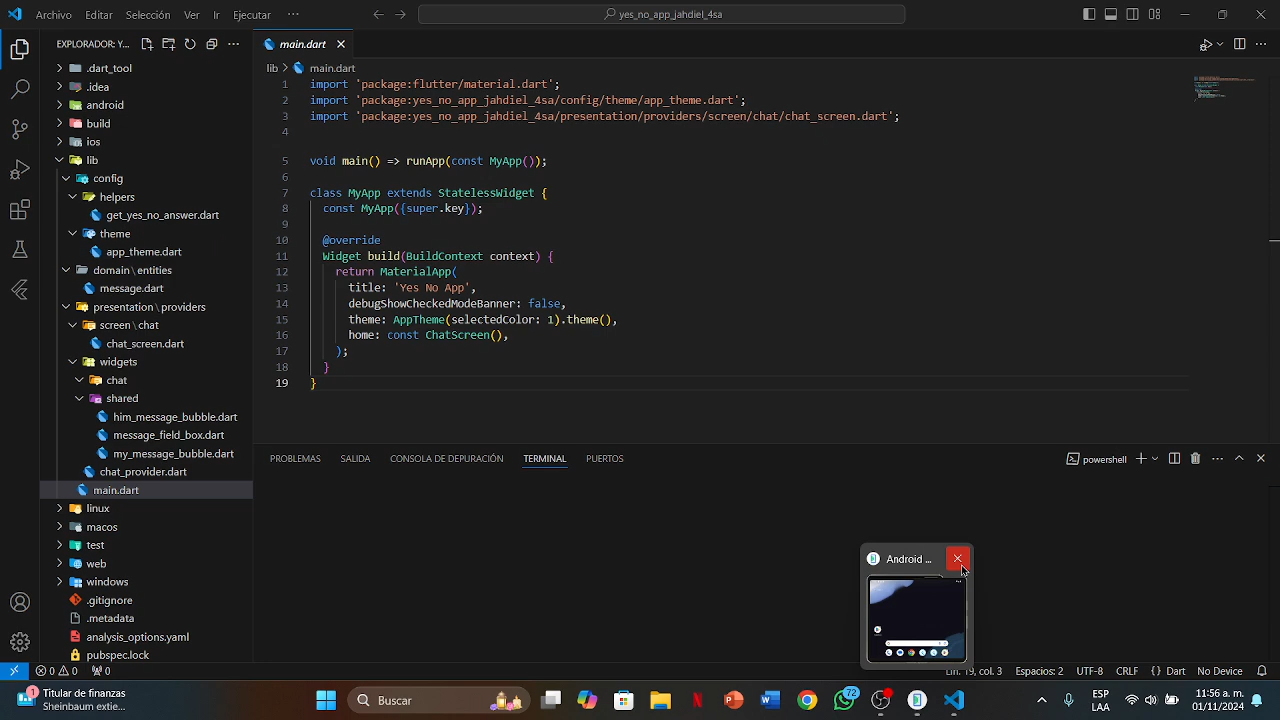 Archivo Editar Selección Ver Ir Ejecutar ··· yes_no_app_jahdiel_4sa
EXPLORADOR: Y...
.dart_tool
.idea
android
build
ios
lib
config
helpers
get_yes_no_answer.dart
theme
app_theme.dart
domain\entities
message.dart
presentation\providers
screen\chat
chat_screen.dart
widgets
chat
shared
him_message_bubble.dart
message_field_box.dart
my_message_bubble.dart
chat_provider.dart
main.dart
linux
macos
test
web
windows
.gitignore
.metadata
analysis_options.yaml
pubspec.lock
main.dart
lib > main.dart
1 import 'package:flutter/material.dart';
2 import 'package:yes_no_app_jahdiel_4sa/config/theme/app_theme.dart';
3 import 'package:yes_no_app_jahdiel_4sa/presentation/providers/screen/chat/chat_screen.dart';
4
5 void main() => runApp(const MyApp());
6
7 class MyApp extends StatelessWidget {
8 const MyApp({super.key});
9
10 @override
11 Widget build(BuildContext context) {
12 return MaterialApp(
13 title: 'Yes No App',
14 debugShowCheckedModeBanner: false,
15 theme: AppTheme(selectedColor: 1).theme(),
16 home: const ChatScreen(),
17 );
18 }
19 }
PROBLEMAS SALIDA CONSOLA DE DEPURACIÓN TERMINAL PUERTOS
powershell
Android ...
0 0 0 Lín. 19, col. 3 Espacios: 2 UTF-8 CRLF {} Dart No Device
1 Titular de finanzas
Sheinbaum extie...
Buscar
72
ESP
LAA
11:56 a. m.
01/11/2024